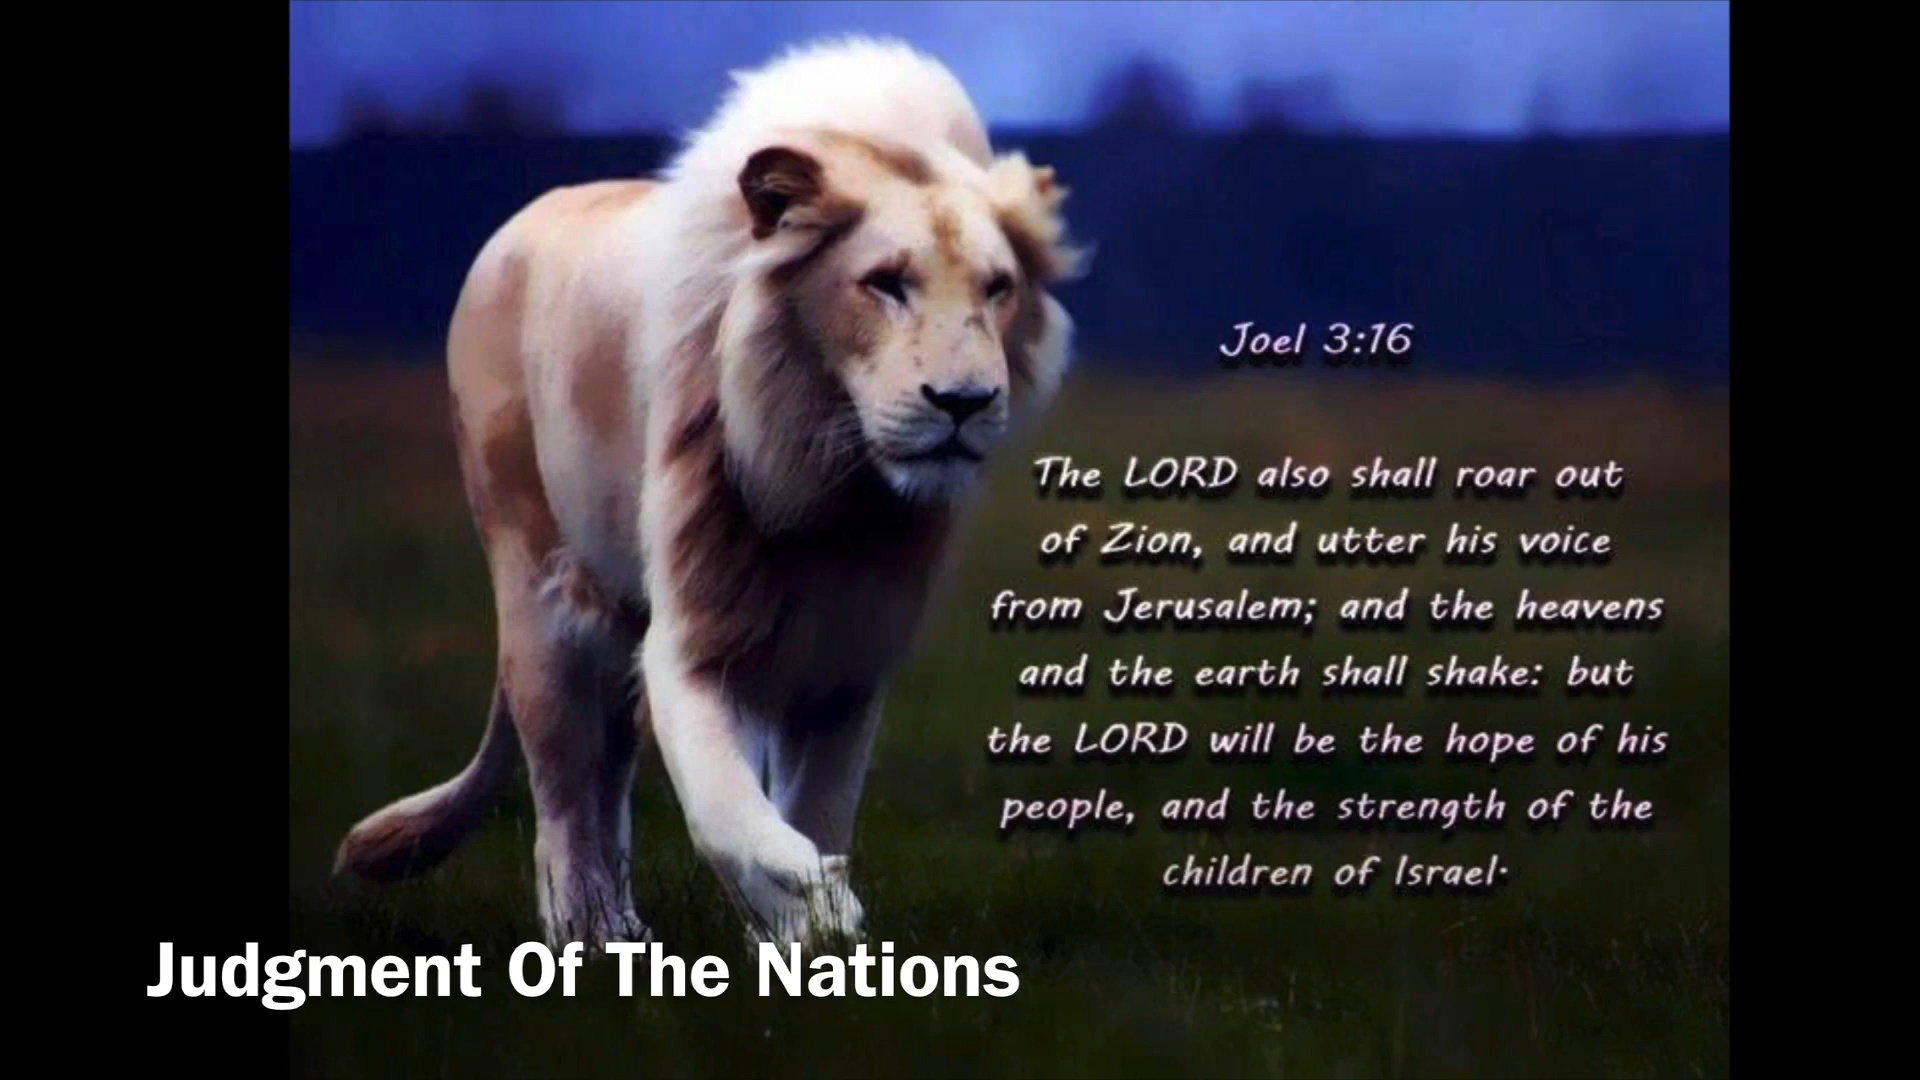 Joel 3:16
The LORD also shall roar out
of Zion, and utter his voice
from Jerusalem; and the heavens
and the earth shall shake: but
the LORD will be the hope of his
people, and the strength of the
children of Israel.
Judgment Of The Nations